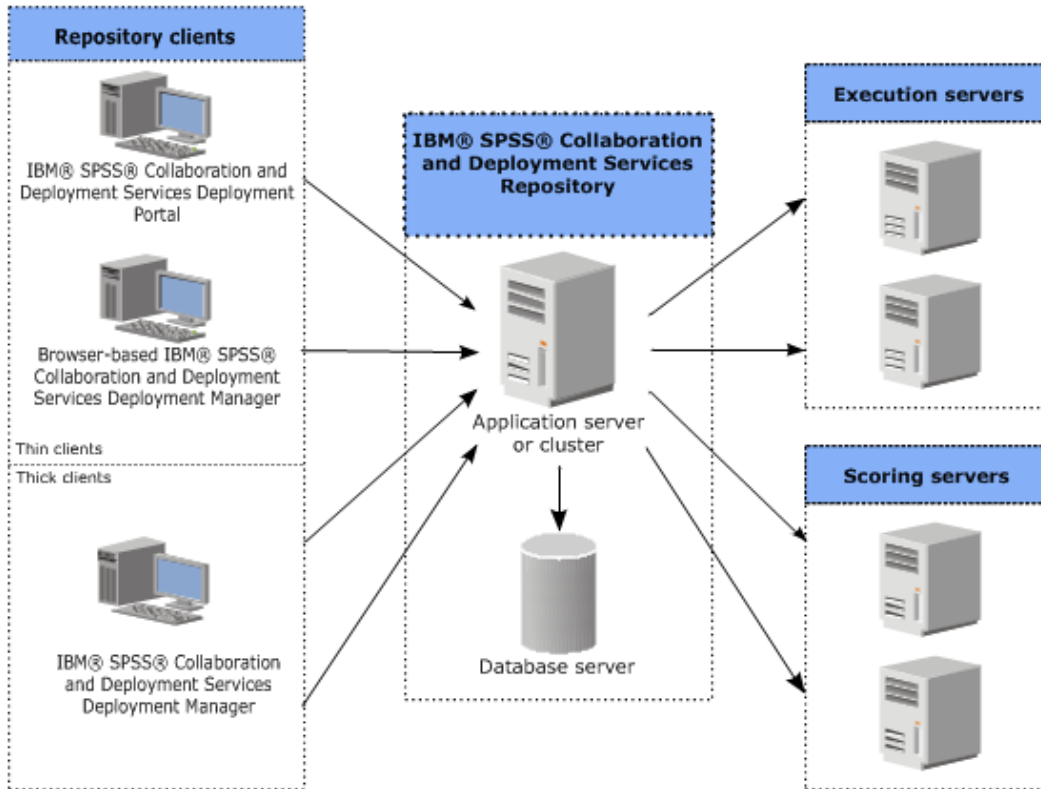 Repository clients
IBM® SPSS® Collaboration and
Deployment Services Deployment
Portal
Browser-based IBM® SPSS®
Collaboration and Deployment
Services Deployment Manager
Thin clients
Thick clients
IBM® SPSS® Collaboration
and Deployment Services
Deployment Manager
IBM® SPSS® Collaboration
and Deployment Services
Repository
Application server
or cluster
Database server
Execution servers
Scoring servers